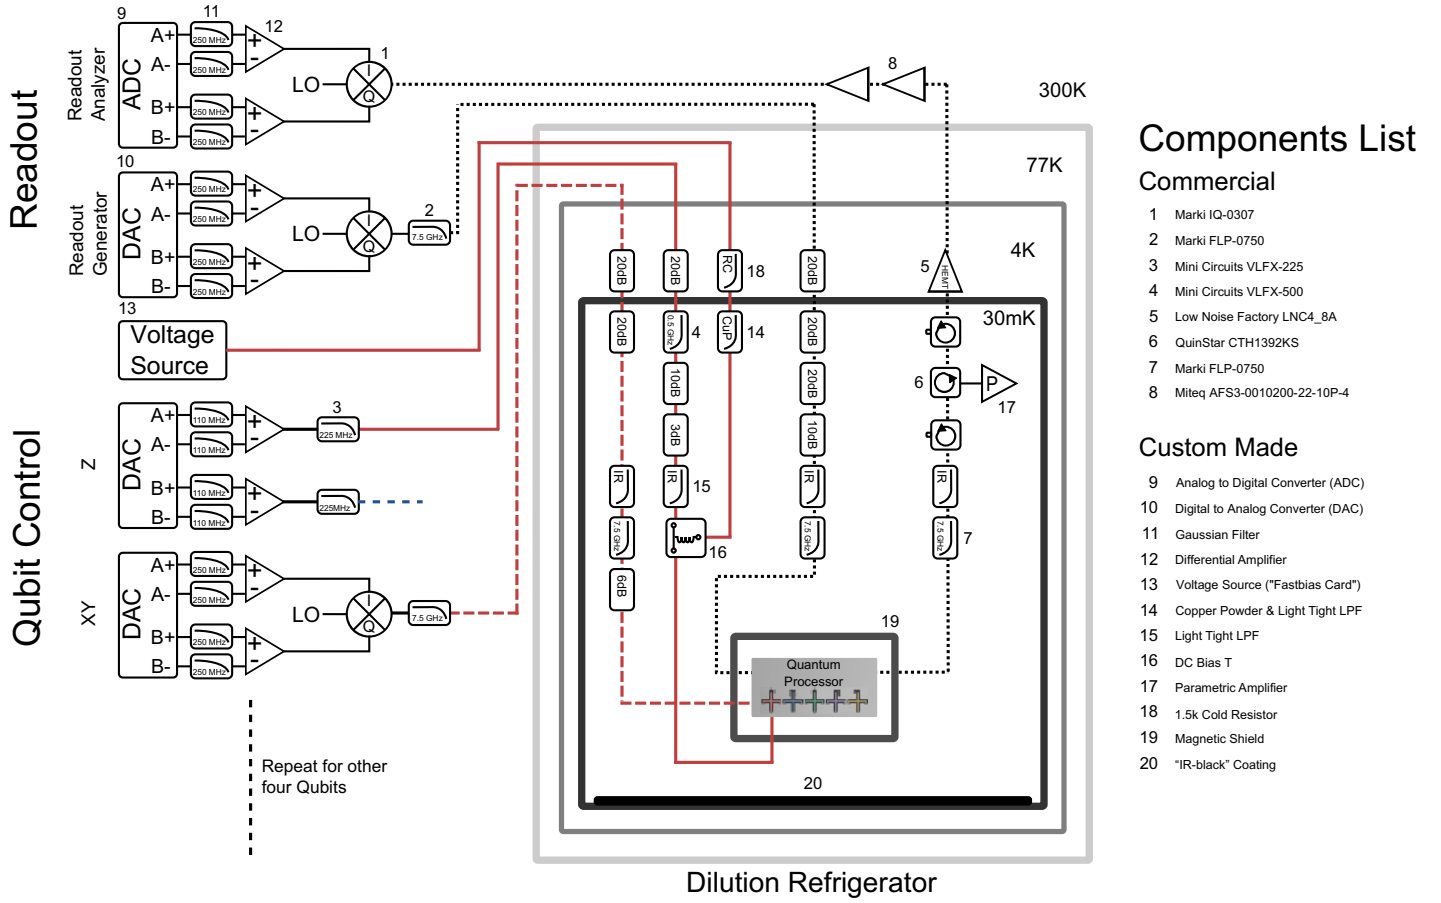 Readout
Readout
Analyzer
9
ADC
A+
A-
B+
B-
11
250 MHz
250 MHz
250 MHz
250 MHz
12
+
-
+
-
1
LO
I
Q
8
300K
Readout
Generator
10
DAC
A+
A-
B+
B-
250 MHz
250 MHz
250 MHz
250 MHz
+
-
+
-
LO
I
Q
2
7.5 GHz
13
Voltage
Source
Qubit Control
Z
DAC
A+
A-
B+
B-
110 MHz
110 MHz
110 MHz
110 MHz
+
-
+
-
3
225 MHz
225MHz
XY
DAC
A+
A-
B+
B-
250 MHz
250 MHz
250 MHz
250 MHz
+
-
+
-
LO
I
Q
7.5 GHz
Repeat for other
four Qubits
77K
4K
20dB
20dB
RC
18
20dB
5
HEMT
30mK
20dB
0.5 GHz
4
CuP
14
20dB
10dB
20dB
6
P
17
3dB
10dB
IR
IR
15
IR
IR
7.5 GHz
16
7.5 GHz
7.5 GHz
7
6dB
19
Quantum
Processor
20
Dilution Refrigerator
Components List
Commercial
1 Marki IQ-0307
2 Marki FLP-0750
3 Mini Circuits VLFX-225
4 Mini Circuits VLFX-500
5 Low Noise Factory LNC4_8A
6 QuinStar CTH1392KS
7 Marki FLP-0750
8 Miteq AFS3-0010200-22-10P-4
Custom Made
9 Analog to Digital Converter (ADC)
10 Digital to Analog Converter (DAC)
11 Gaussian Filter
12 Differential Amplifier
13 Voltage Source ("Fastbias Card")
14 Copper Powder & Light Tight LPF
15 Light Tight LPF
16 DC Bias T
17 Parametric Amplifier
18 1.5k Cold Resistor
19 Magnetic Shield
20 “IR-black” Coating